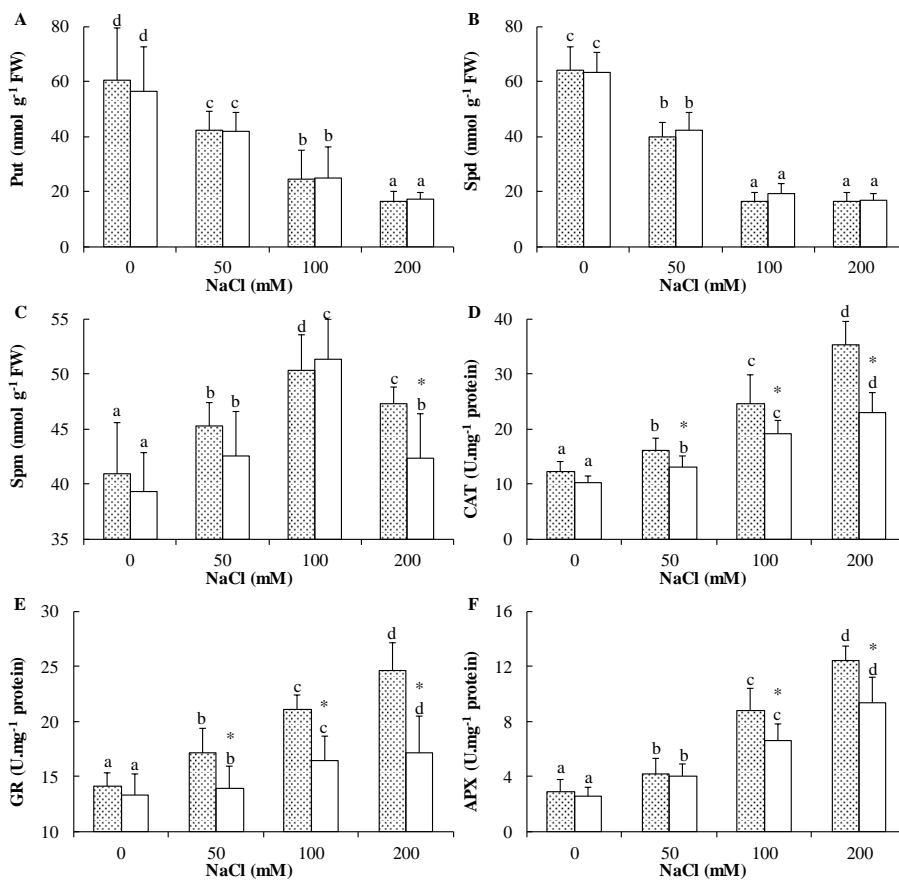 A
B
80
60
40
20
0
Put (nmol g⁻¹ FW)
d d c c b b a a
0 50 100 200
NaCl (mM)
80
60
40
20
0
Spd (nmol g⁻¹ FW)
c c b b a a a a
0 50 100 200
NaCl (mM)
C
D
55
50
45
40
35
Spm (nmol g⁻¹ FW)
a a b b d c c * b
0 50 100 200
NaCl (mM)
40
30
20
10
0
CAT (U.mg⁻¹ protein)
a a b * b c * c d * d
0 50 100 200
NaCl (mM)
E
F
30
25
20
15
10
GR (U.mg⁻¹ protein)
a a b * b c * c d * d
0 50 100 200
NaCl (mM)
16
12
8
4
0
APX (U.mg⁻¹ protein)
a a b b c * c d * d
0 50 100 200
NaCl (mM)